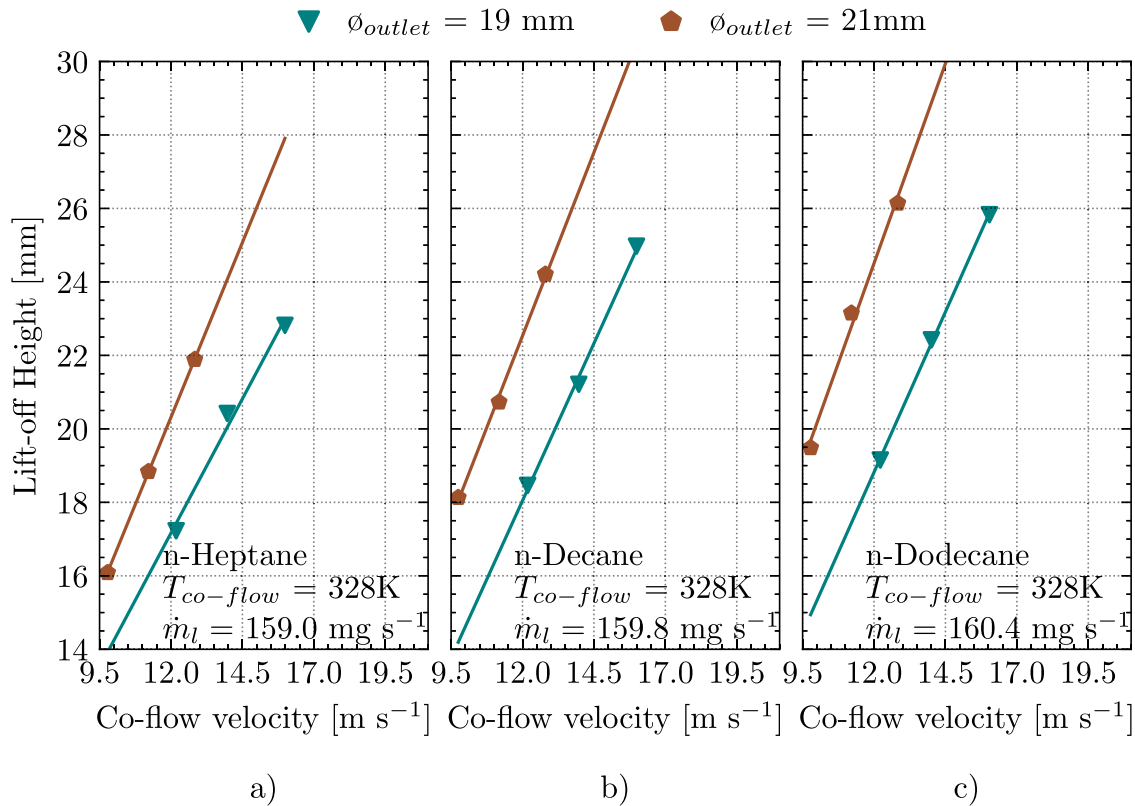 ø_outlet = 19 mm ø_outlet = 21mm
30
28
26
24
22
20
18
16
14
Lift-off Height [mm]
n-Heptane
T_co−flow = 328K
ṁ_l = 159.0 mg s⁻¹
n-Decane
T_co−flow = 328K
ṁ_l = 159.8 mg s⁻¹
n-Dodecane
T_co−flow = 328K
ṁ_l = 160.4 mg s⁻¹
9.5 12.0 14.5 17.0 19.5 9.5 12.0 14.5 17.0 19.5 9.5 12.0 14.5 17.0 19.5
Co-flow velocity [m s⁻¹] Co-flow velocity [m s⁻¹] Co-flow velocity [m s⁻¹]
a) b) c)